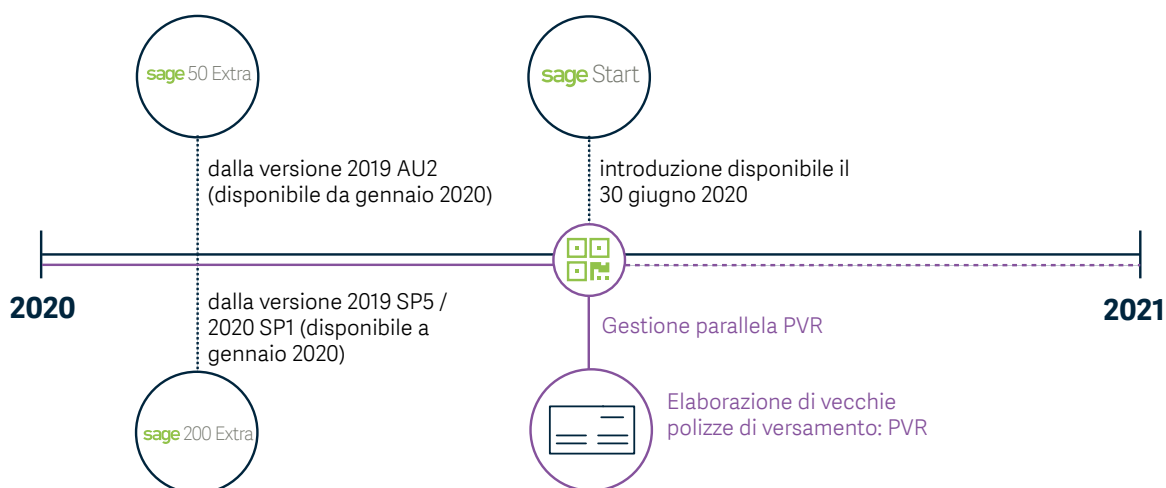 sage 50 Extra
sage Start
dalla versione 2019 AU2
(disponibile da gennaio 2020)
introduzione disponibile il
30 giugno 2020
2020
2021
dalla versione 2019 SP5 /
2020 SP1 (disponibile a
gennaio 2020)
Gestione parallela PVR
sage 200 Extra
Elaborazione di vecchie
polizze di versamento: PVR